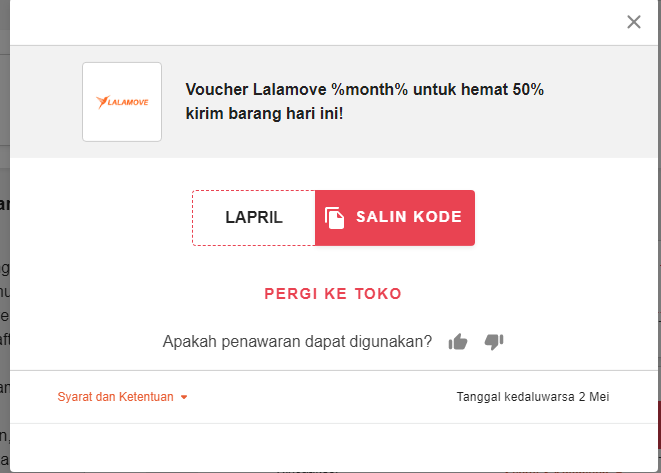 LALAMOVE
Voucher Lalamove %month% untuk hemat 50%
kirim barang hari ini!
LAPRIL
SALIN KODE
PERGI KE TOKO
Apakah penawaran dapat digunakan?
Syarat dan Ketentuan
Tanggal kedaluwarsa 2 Mei